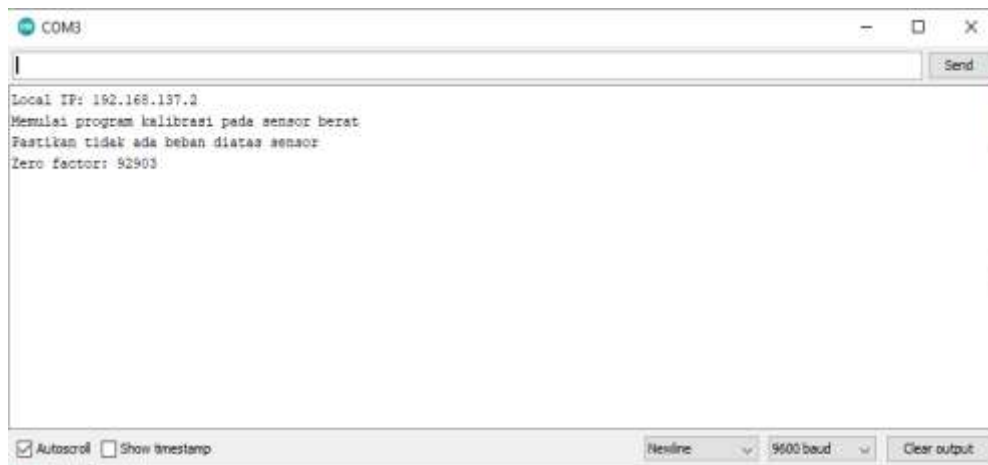 COM3
Send
Local IP: 192.168.137.2
Memulai program kalibrasi pada sensor berat
Pastikan tidak ada beban diatas sensor
Zero factor: 92903
Autoscroll Show timestamp Newline 9600 baud Clear output